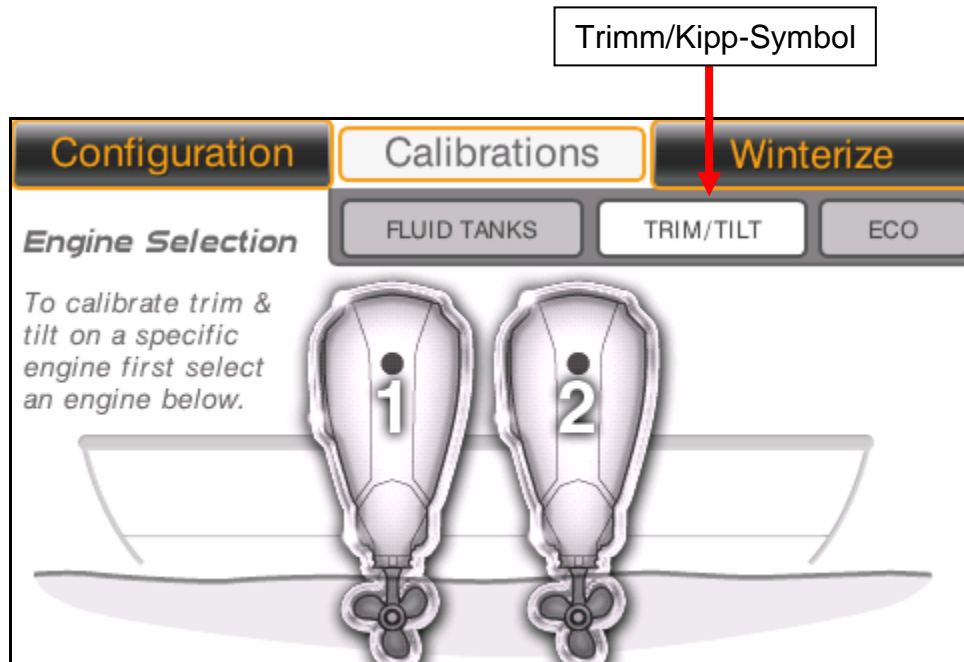 Trimm/Kipp-Symbol
Configuration
Calibrations
Winterize
FLUID TANKS
TRIM/TILT
ECO
Engine Selection
To calibrate trim &
tilt on a specific
engine first select
an engine below.
1
2